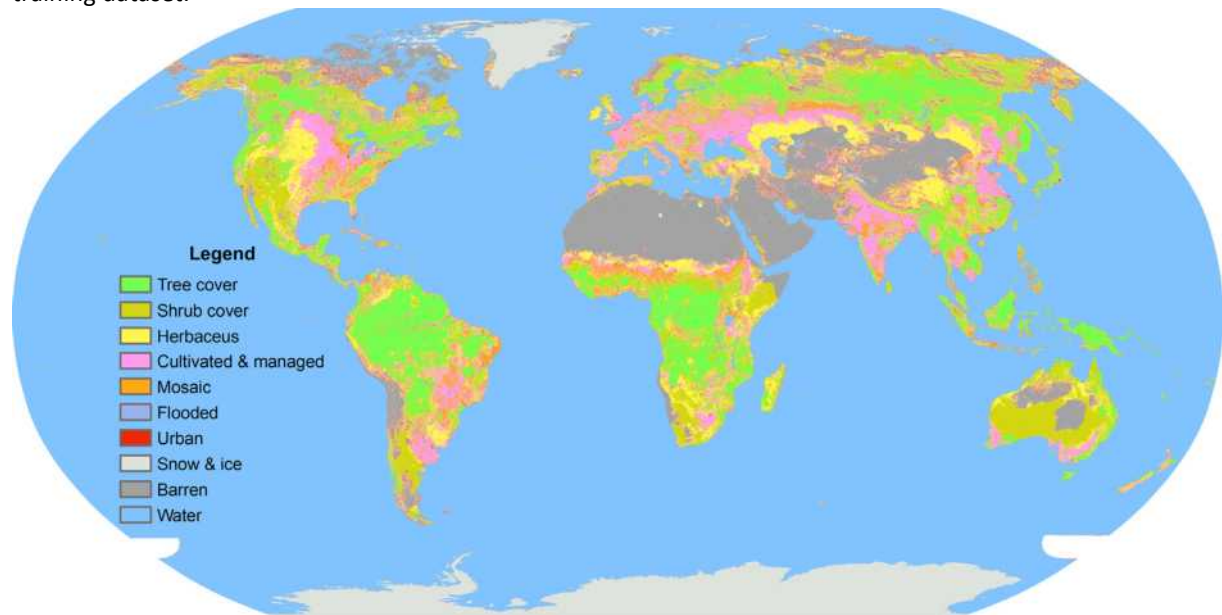 training dataset.
Legend
Tree cover
Shrub cover
Herbaceus
Cultivated & managed
Mosaic
Flooded
Urban
Snow & ice
Barren
Water